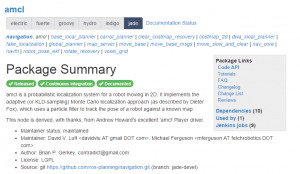 amcl
electric fuerte groovy hydro indigo jade Documentation Status
navigation: amcl | base_local_planner | carrot_planner | clear_costmap_recovery | costmap_2d | dwa_local_planner |
fake_localization | global_planner | map_server | move_base | move_base_msgs | move_slow_and_clear | nav_core |
navfn | robot_pose_ekf | rotate_recovery | voxel_grid
Package Summary
Released Continuous integration Documented
amcl is a probabilistic localization system for a robot moving in 2D. It implements the
adaptive (or KLD-sampling) Monte Carlo localization approach (as described by Dieter
Fox), which uses a particle filter to track the pose of a robot against a known map.
This node is derived, with thanks, from Andrew Howard's excellent 'amcl' Player driver.
Maintainer status: maintained
Maintainer: David V. Lu!! <davidvlu AT gmail DOT com>, Michael Ferguson <mferguson AT fetchrobotics DOT
com>
Author: Brian P. Gerkey, contradict@gmail.com
License: LGPL
Source: git https://github.com/ros-planning/navigation.git (branch: jade-devel)
Package Links
Code API
Tutorials
FAQ
Changelog
Change List
Reviews
Dependencies (19)
Used by (1)
Jenkins jobs (9)